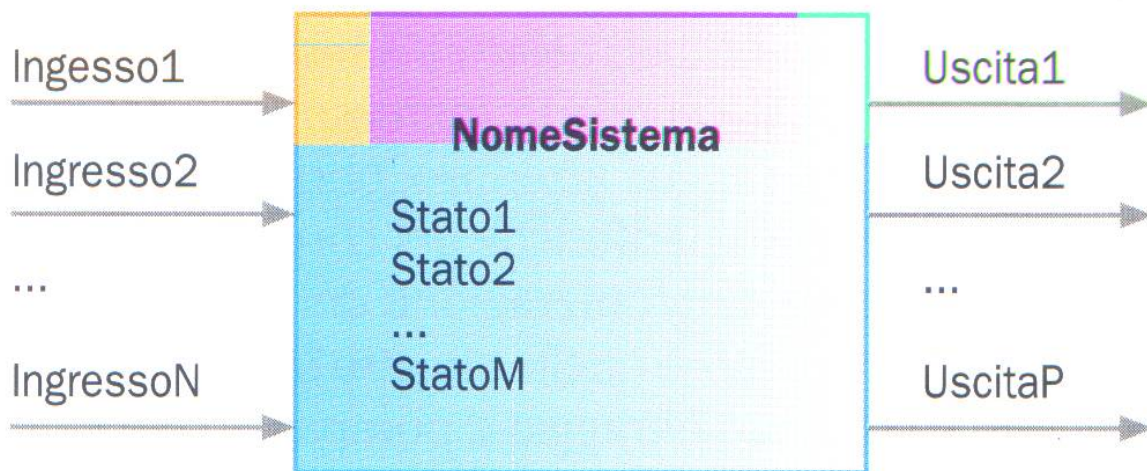 Ingesso1
Ingresso2
...
IngressoN
NomeSistema
Stato1
Stato2
...
StatoM
Uscita1
Uscita2
...
UscitaP